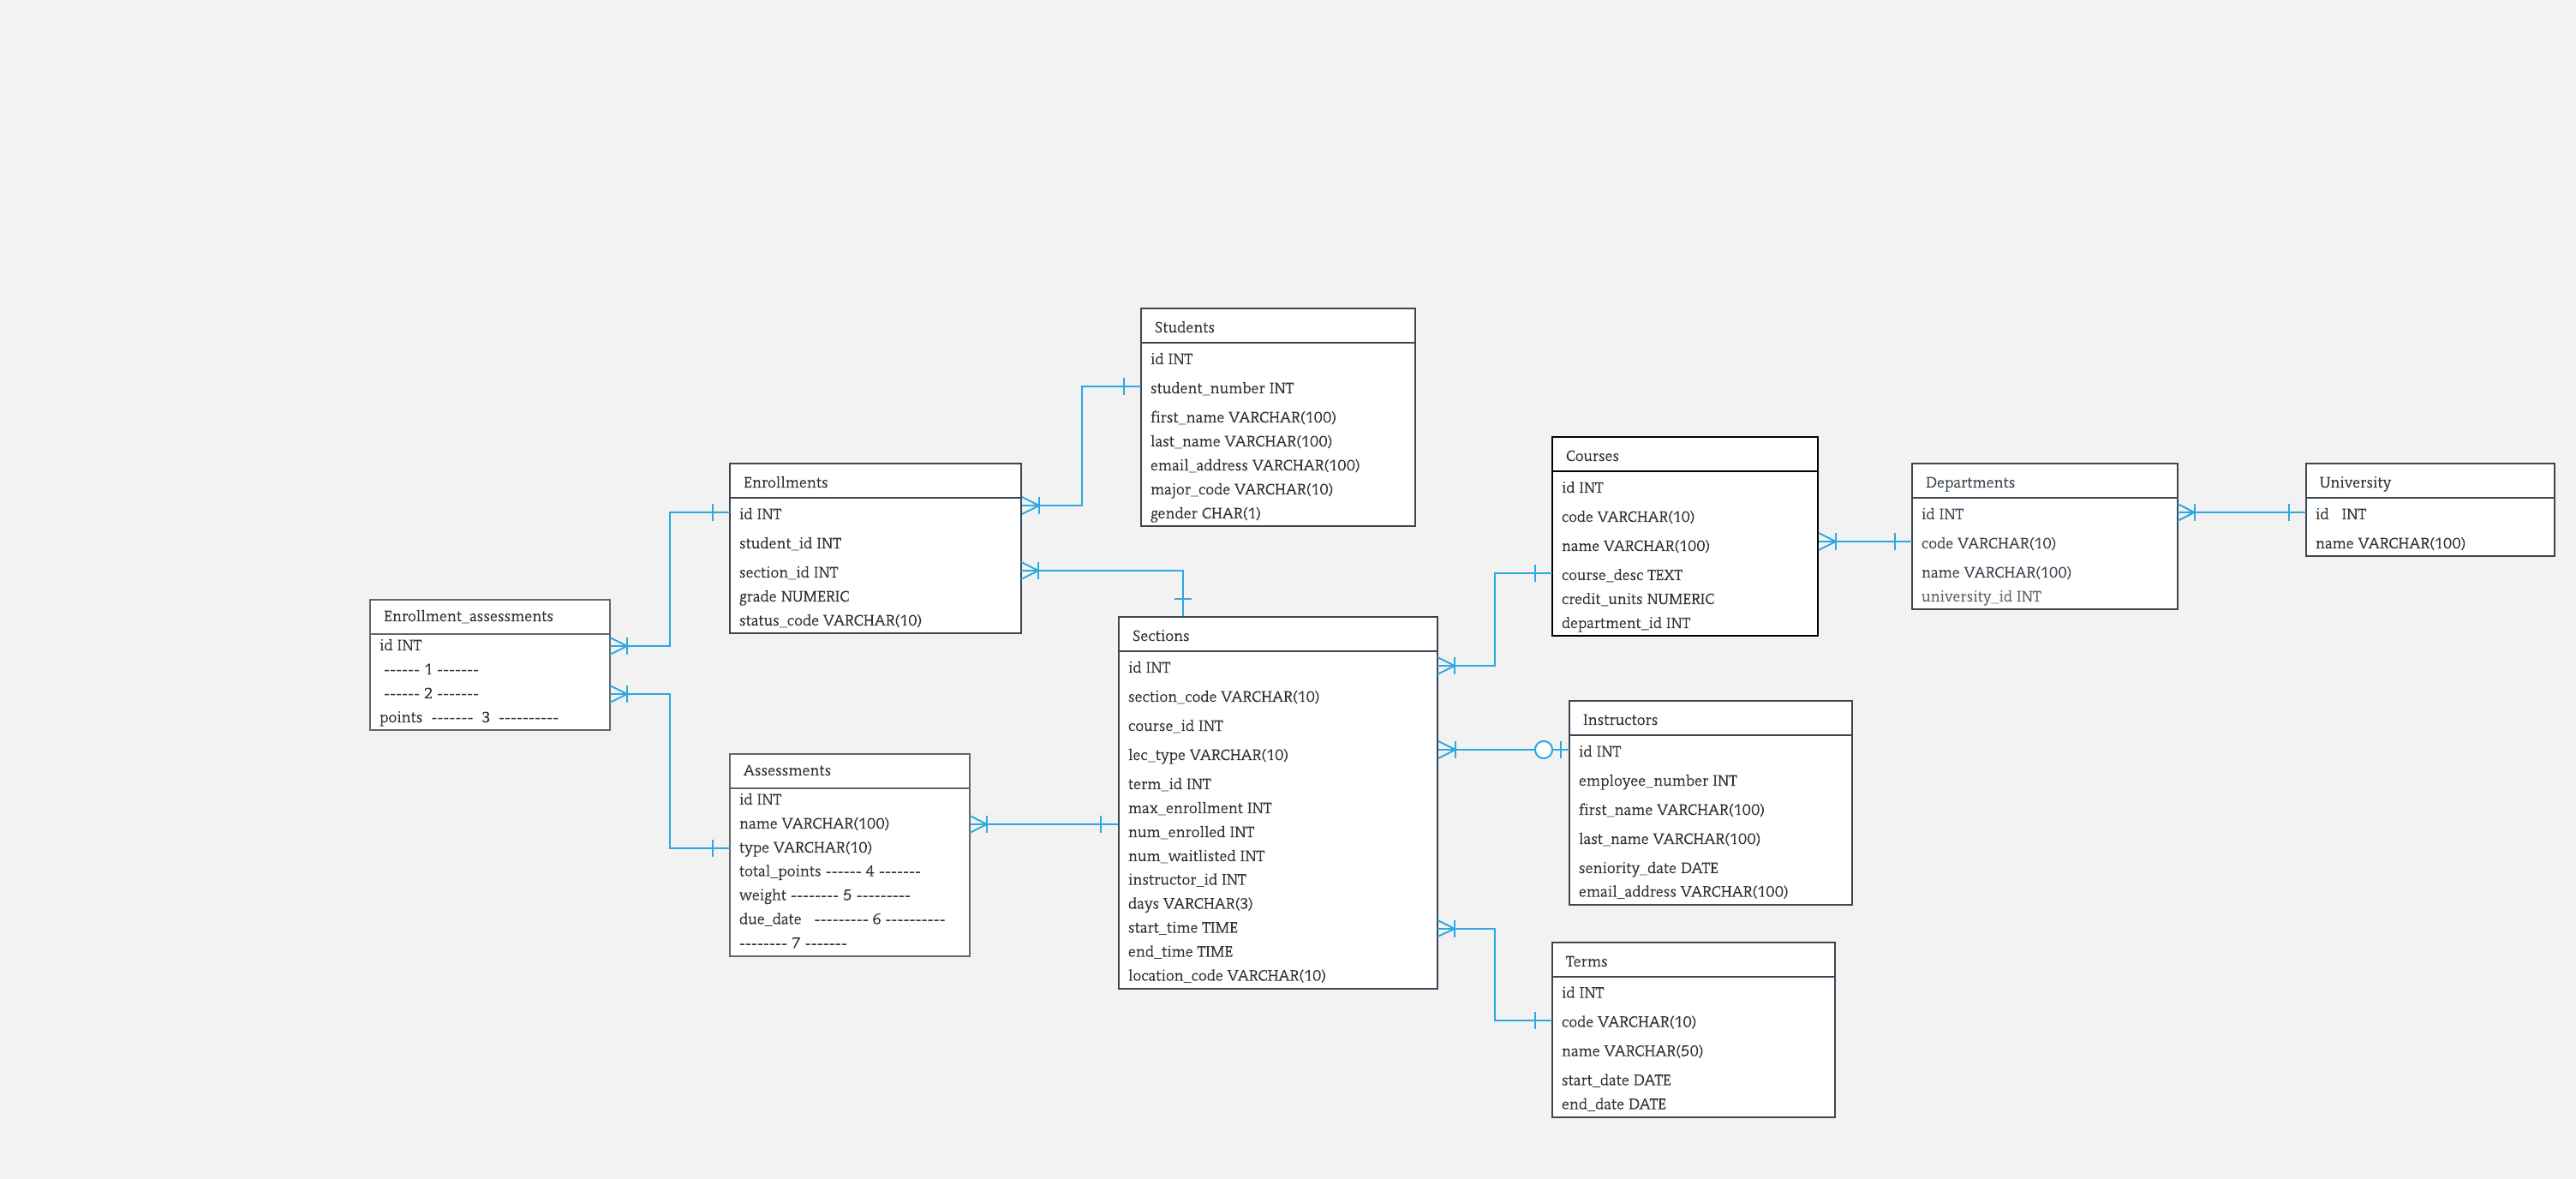 Students
id INT
student_number INT
first_name VARCHAR(100)
last_name VARCHAR(100)
email_address VARCHAR(100)
major_code VARCHAR(10)
gender CHAR(1)
Enrollments
id INT
student_id INT
section_id INT
grade NUMERIC
status_code VARCHAR(10)
Enrollment_assessments
id INT
------ 1 -------
------ 2 -------
points ------- 3 ----------
Assessments
id INT
name VARCHAR(100)
type VARCHAR(10)
total_points ------ 4 -------
weight -------- 5 ---------
due_date --------- 6 ----------
-------- 7 -------
Sections
id INT
section_code VARCHAR(10)
course_id INT
lec_type VARCHAR(10)
term_id INT
max_enrollment INT
num_enrolled INT
num_waitlisted INT
instructor_id INT
days VARCHAR(3)
start_time TIME
end_time TIME
location_code VARCHAR(10)
Courses
id INT
code VARCHAR(10)
name VARCHAR(100)
course_desc TEXT
credit_units NUMERIC
department_id INT
Departments
id INT
code VARCHAR(10)
name VARCHAR(100)
university_id INT
University
id INT
name VARCHAR(100)
Instructors
id INT
employee_number INT
first_name VARCHAR(100)
last_name VARCHAR(100)
seniority_date DATE
email_address VARCHAR(100)
Terms
id INT
code VARCHAR(10)
name VARCHAR(50)
start_date DATE
end_date DATE